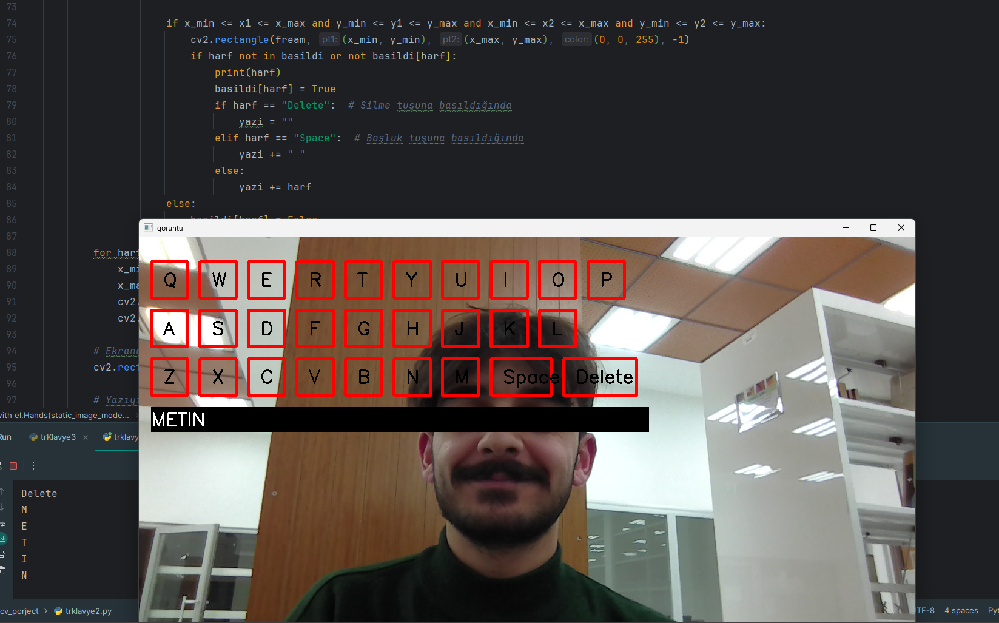 73
74 if x_min <= x1 <= x_max and y_min <= y1 <= y_max and x_min <= x2 <= x_max and y_min <= y2 <= y_max:
75 cv2.rectangle(fream, pt1: (x_min, y_min), pt2: (x_max, y_max), color: (0, 0, 255), -1)
76 if harf not in basildi or not basildi[harf]:
77 print(harf)
78 basildi[harf] = True
79 if harf == "Delete": # Silme tuşuna basıldığında
80 yazi = ""
81 elif harf == "Space": # Boşluk tuşuna basıldığında
82 yazi += " "
83 else:
84 yazi += harf
85 else:
86 basildi[harf] = False
87
88 for harf
89 x_mi
90 x_ma
91 cv2.
92 cv2.
93
94 # Ekrand
95 cv2.rect
96
97 # Yazıyı
goruntu
Q W E R T Y U I O P
A S D F G H J K L
Z X C V B N M Space Delete
METIN
with el.Hands(static_image_mode...
Run trKlavye3 trklavy
Delete
M
E
T
I
N
cv_porject > trklavye2.py
TF-8 4 spaces Pyt